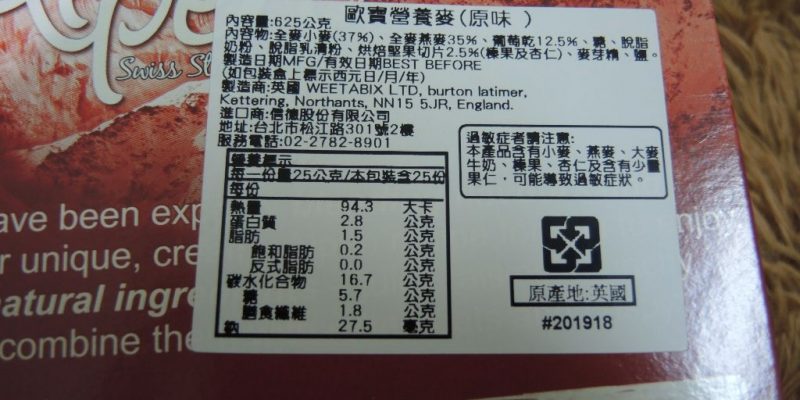 Swiss St
歐寶營養麥(原味 )
內容量:625公克
內容物:全麥小麥(37%)、全麥燕麥35%、葡萄乾12.5%、糖、脫脂
奶粉、脫脂乳清粉、烘焙堅果切片2.5%(榛果及杏仁)、麥芽精、鹽。
製造日期MFG/有效日期BEST BEFORE
(如包裝盒上標示西元日/月/年)
製造商:英國 WEETABIX LTD, burton latimer,
Kettering, Northants, NN15 5JR, England.
進口商:信德股份有限公司
地址:台北市松江路301號2樓
服務電話:02-2782-8901
營養標示
每一份量25公克/本包裝含25份
每份
熱量 94.3 大卡
蛋白質 2.8 公克
脂肪 1.5 公克
飽和脂肪 0.2 公克
反式脂肪 0.0 公克
碳水化合物 16.7 公克
糖 5.7 公克
膳食纖維 1.8 公克
鈉 27.5 毫克
過敏症者請注意:
本產品含有小麥、燕麥、大麥
牛奶、榛果、杏仁及含有少量
果仁，可能導致過敏症狀。
原產地:英國
#201918
ave been exp
njoy
r unique, cre
y
atural ingre
combine the